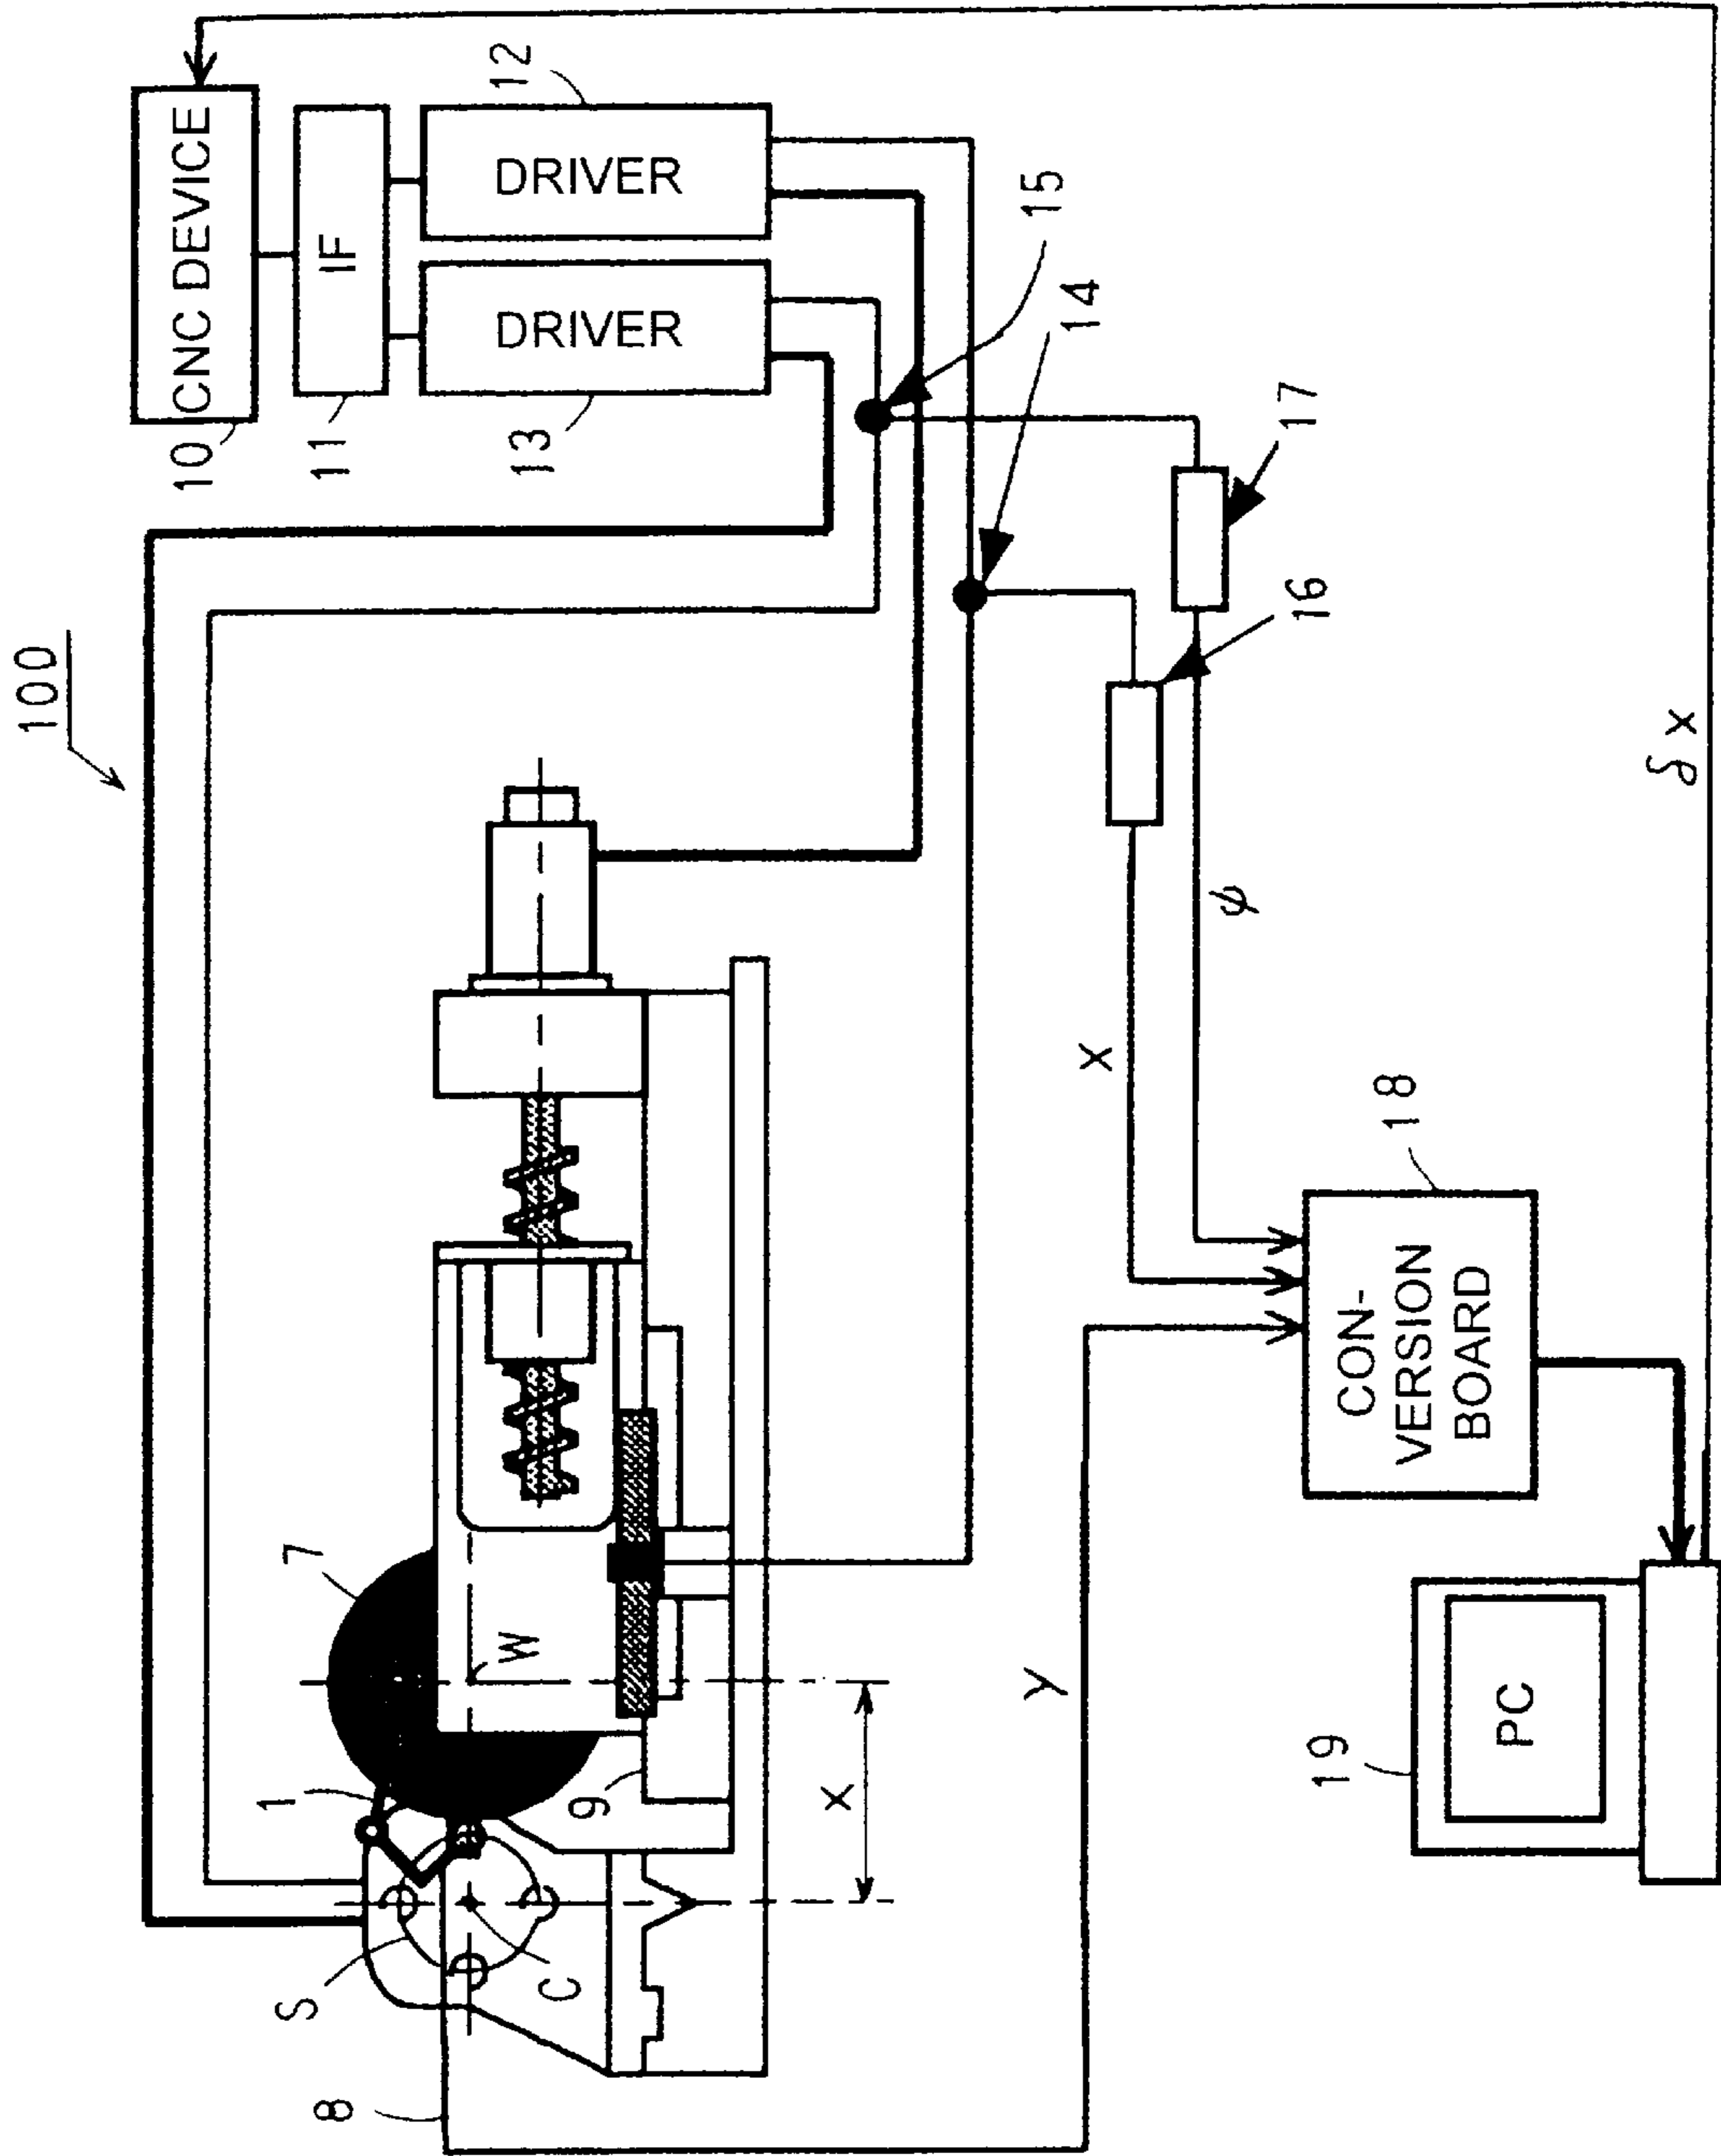 100
10
CNC DEVICE
11
IF
12
DRIVER
13
DRIVER
15
14
17
16
7
1
W
S
C
9
8
X
X
ψ
y
18
CON-
VERSION
BOARD
19
PC
δ x